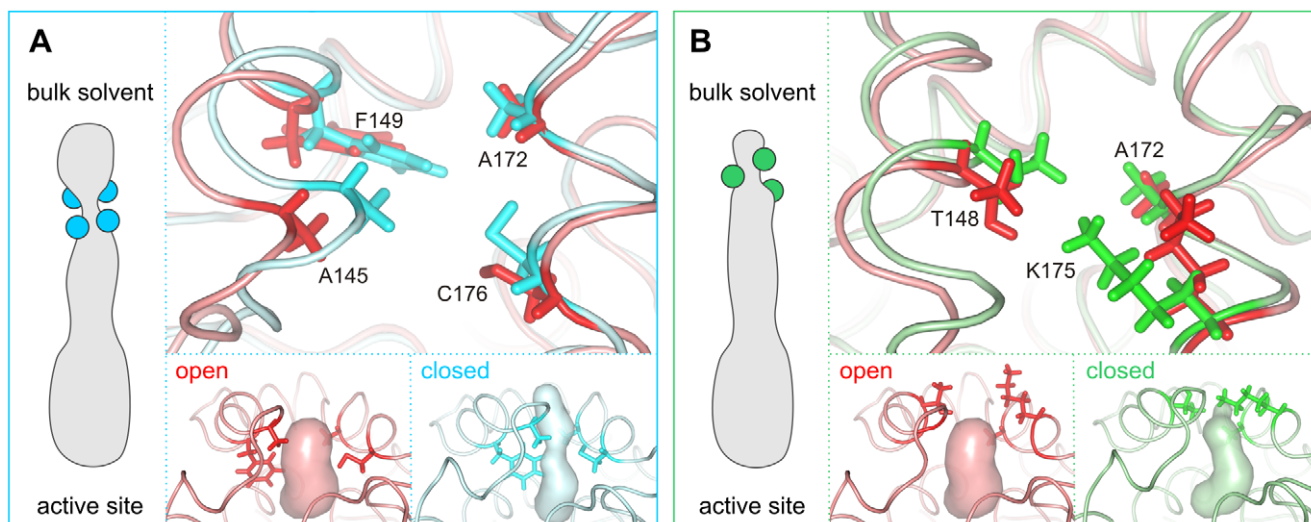 A
bulk solvent
active site
F149
A172
A145
C176
open
closed
B
bulk solvent
active site
A172
T148
K175
open
closed